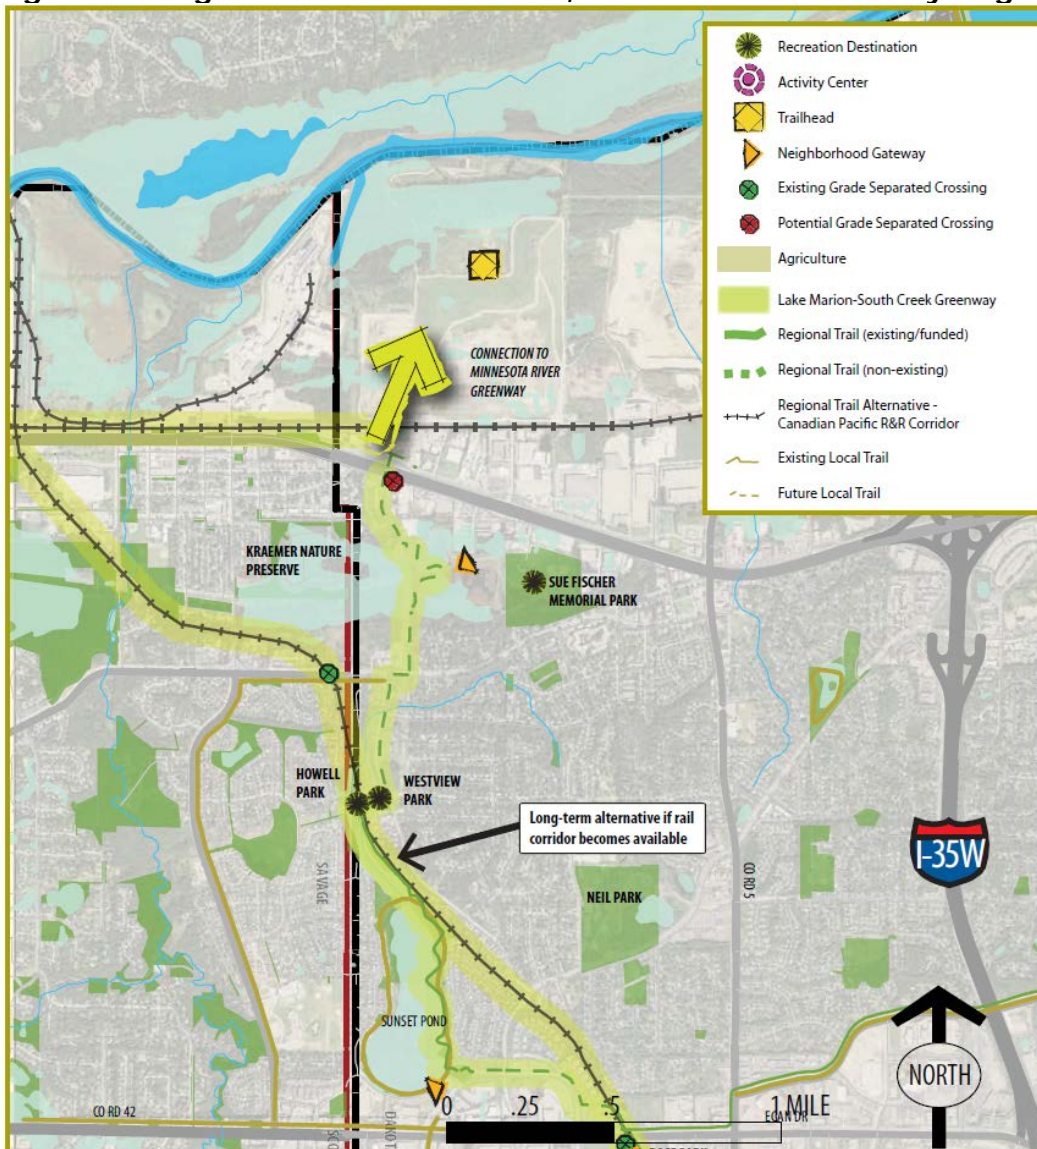 Recreation Destination
Activity Center
Trailhead
Neighborhood Gateway
Existing Grade Separated Crossing
Potential Grade Separated Crossing
Agriculture
Lake Marion-South Creek Greenway
Regional Trail (existing/funded)
Regional Trail (non-existing)
Regional Trail Alternative -
Canadian Pacific R&R Corridor
Existing Local Trail
Future Local Trail
CONNECTION TO
MINNESOTA RIVER
GREENWAY
KRAEMER NATURE
PRESERVE
SUE FISCHER
MEMORIAL PARK
HOWELL
PARK
WESTVIEW
PARK
Long-term alternative if rail
corridor becomes available
I-35W
SAVAGE
CO RD 5
NEIL PARK
SUNSET POND
NORTH
CO RD 42
0 .25 .5 1 MILE
EGAN DR